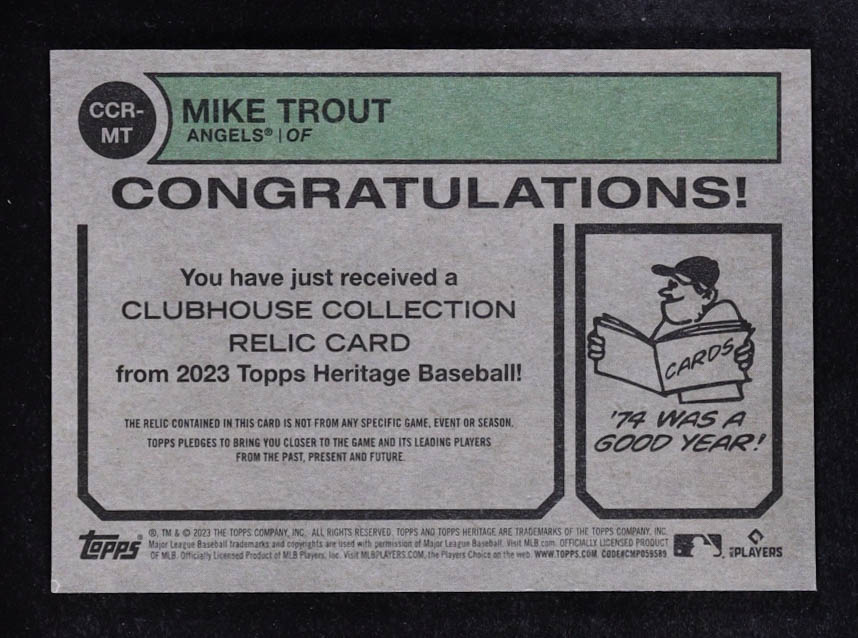 CCR-
MT
MIKE TROUT
ANGELS® | OF
CONGRATULATIONS!
You have just received a
CLUBHOUSE COLLECTION
RELIC CARD
from 2023 Topps Heritage Baseball!
THE RELIC CONTAINED IN THIS CARD IS NOT FROM ANY SPECIFIC GAME, EVENT OR SEASON.
TOPPS PLEDGES TO BRING YOU CLOSER TO THE GAME AND ITS LEADING PLAYERS
FROM THE PAST, PRESENT AND FUTURE.
CARDS
'74 WAS A
GOOD YEAR!
topps
®, TM & © 2023 THE TOPPS COMPANY, INC. ALL RIGHTS RESERVED. TOPPS AND TOPPS HERITAGE ARE TRADEMARKS OF THE TOPPS COMPANY, INC.
Major League Baseball trademarks and copyrights are used with permission of Major League Baseball. Visit MLB.com. OFFICIALLY LICENSED PRODUCT
OF MLB. Officially Licensed Product of MLB Players, Inc. Visit MLBPLAYERS.COM, the Players Choice on the web. WWW.TOPPS.COM CODE#CMP059589
PLAYERS